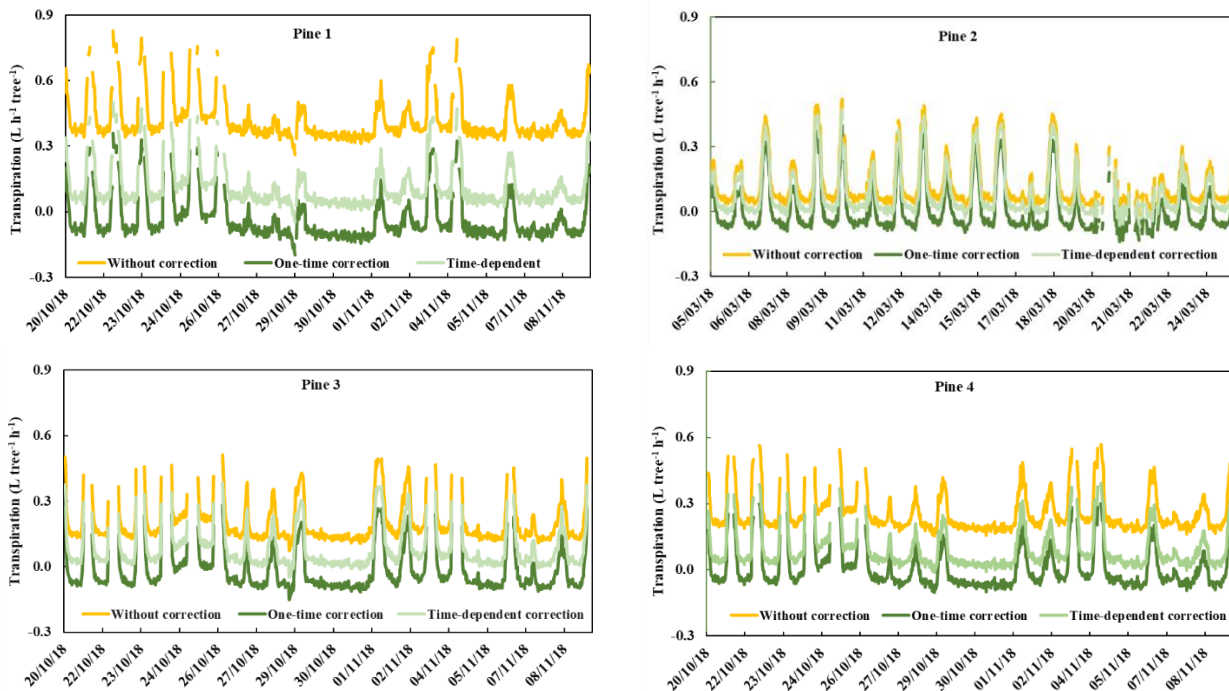 Pine 1
Transpiration (L h⁻¹ tree⁻¹)
0.9
0.6
0.3
0.0
-0.3
Without correction One-time correction Time-dependent
20/10/18 22/10/18 23/10/18 24/10/18 26/10/18 27/10/18 29/10/18 30/10/18 01/11/18 02/11/18 04/11/18 05/11/18 07/11/18 08/11/18
Pine 2
Transpiration (L tree⁻¹ h⁻¹)
0.9
0.6
0.3
0.0
-0.3
Without correction One-time correction Time-dependent correction
05/03/18 06/03/18 08/03/18 09/03/18 11/03/18 12/03/18 14/03/18 15/03/18 17/03/18 18/03/18 20/03/18 21/03/18 22/03/18 24/03/18
Pine 3
Transpiration (L tree⁻¹ h⁻¹)
0.9
0.6
0.3
0.0
-0.3
Without correction One-time correction Time-dependent correction
20/10/18 22/10/18 23/10/18 24/10/18 26/10/18 27/10/18 29/10/18 30/10/18 01/11/18 02/11/18 04/11/18 05/11/18 07/11/18 08/11/18
Pine 4
Transpiration (L tree⁻¹ h⁻¹)
0.9
0.6
0.3
0.0
-0.3
Without correction One-time correction Time-dependent correction
20/10/18 22/10/18 23/10/18 24/10/18 26/10/18 27/10/18 29/10/18 30/10/18 01/11/18 02/11/18 04/11/18 05/11/18 07/11/18 08/11/18